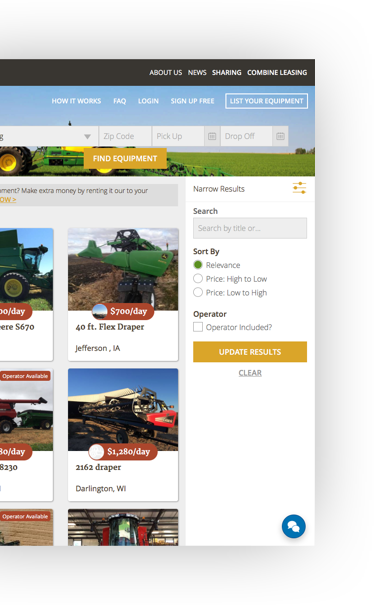 ABOUT US NEWS SHARING COMBINE LEASING
HOW IT WORKS FAQ LOGIN SIGN UP FREE LIST YOUR EQUIPMENT
Zip Code Pick Up Drop Off
FIND EQUIPMENT
ment? Make extra money by renting it our to your
OW >
Narrow Results
Search
Search by title or...
Sort By
Relevance
Price: High to Low
Price: Low to High
Operator
Operator Included?
UPDATE RESULTS
CLEAR
00/day
ere S670
$700/day
40 ft. Flex Draper
Jefferson , IA
Operator Available
80/day
8230
$1,280/day
2162 draper
Darlington, WI
Operator Available